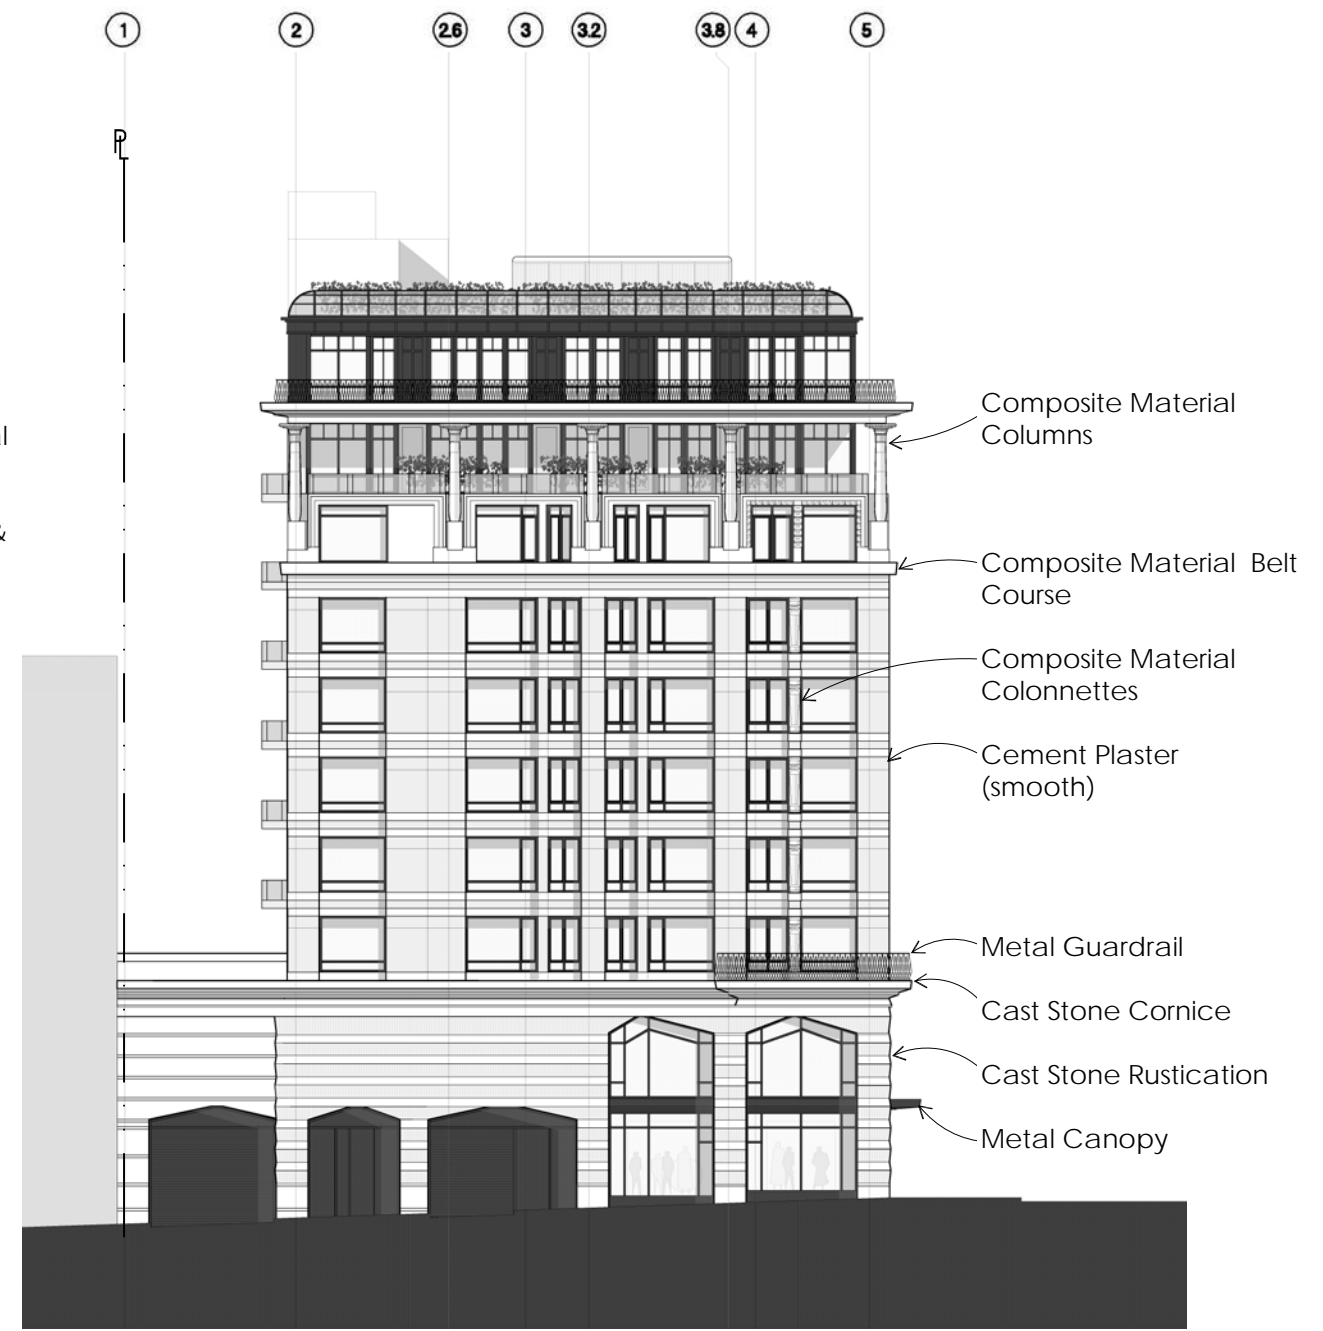 1 2 2.6 3 3.2 3.8 4 5
PL
al
&
Composite Material
Columns
Composite Material Belt
Course
Composite Material
Colonnettes
Cement Plaster
(smooth)
Metal Guardrail
Cast Stone Cornice
Cast Stone Rustication
Metal Canopy